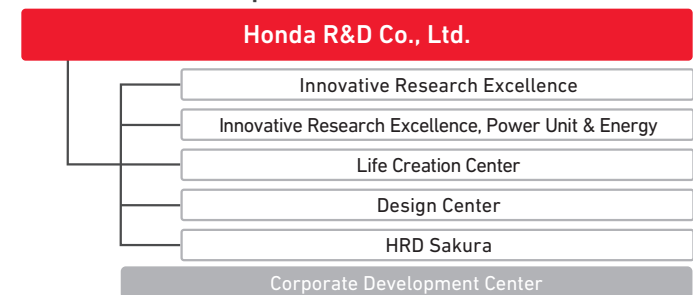 Honda R&D Co., Ltd.
Innovative Research Excellence
Innovative Research Excellence, Power Unit & Energy
Life Creation Center
Design Center
HRD Sakura
Corporate Development Center